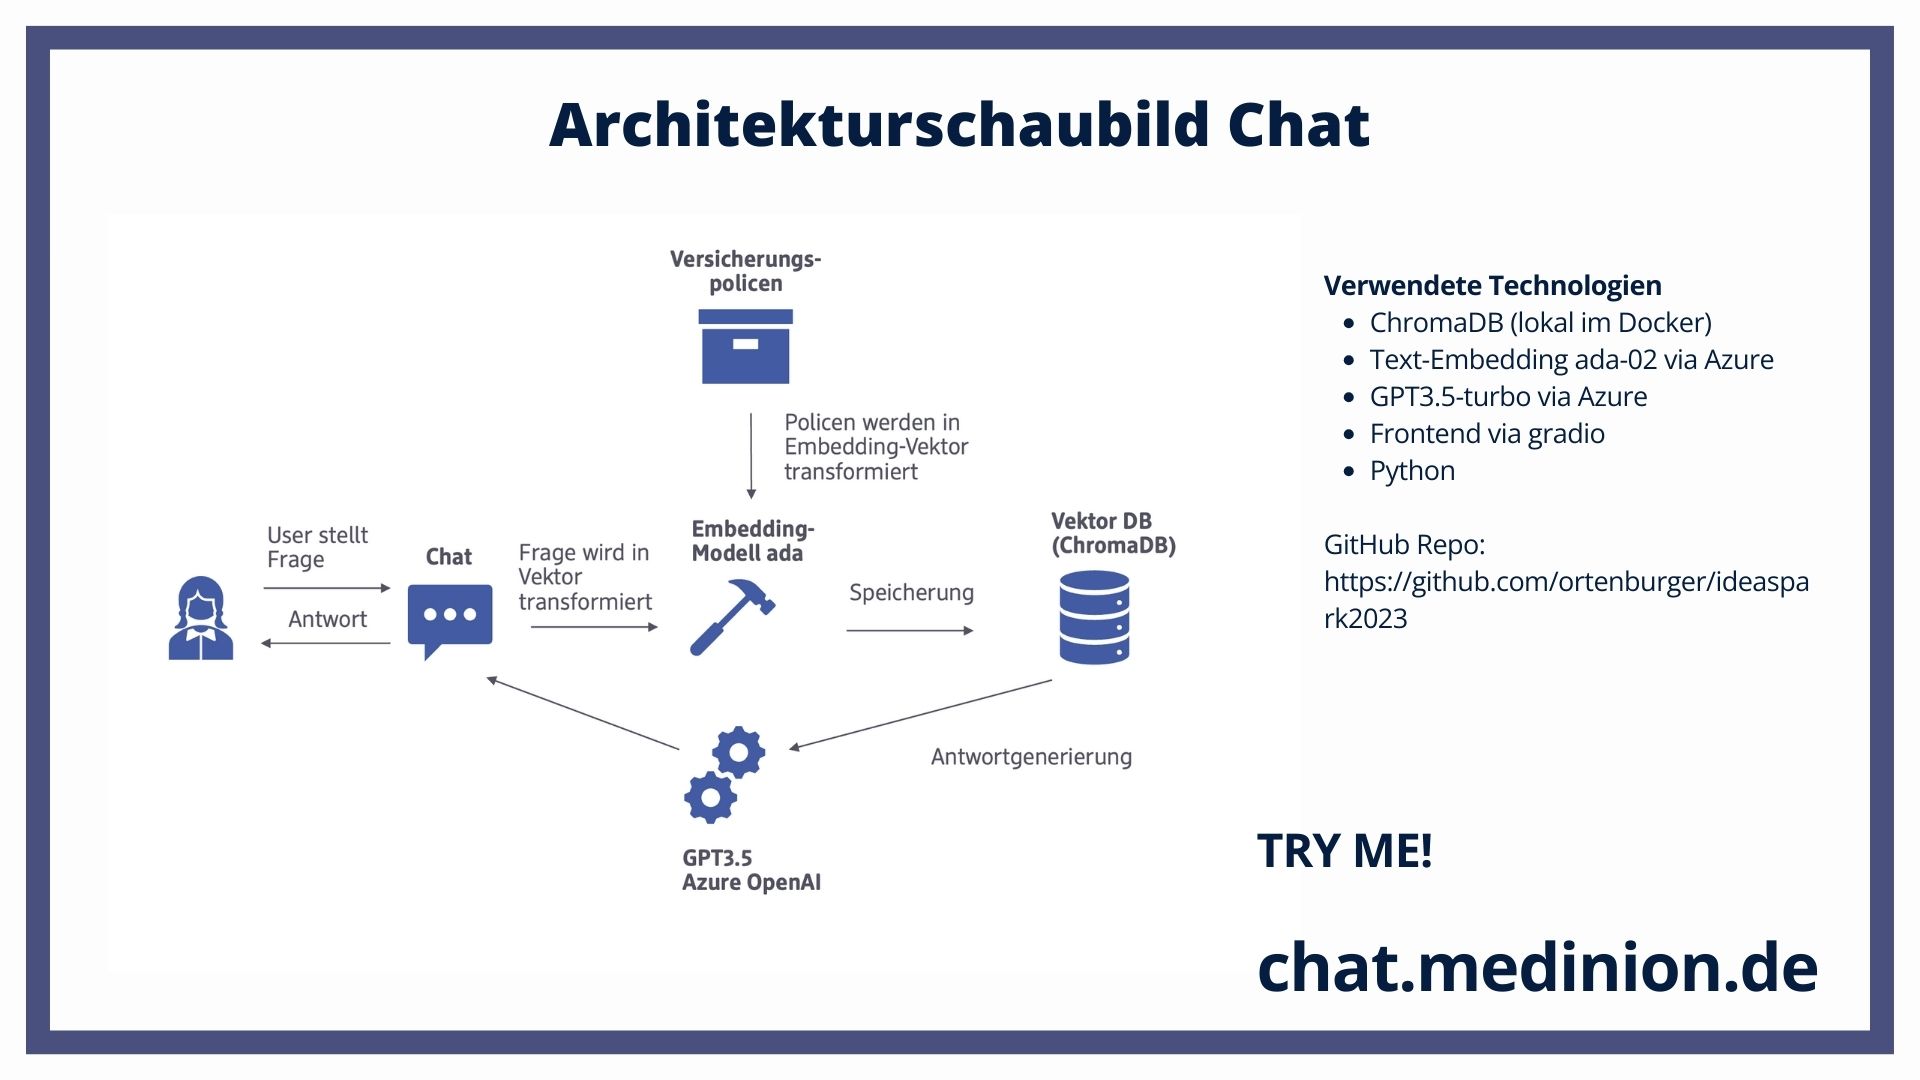 Architekturschaubild Chat
Versicherungs-
policen
Policen werden in
Embedding-Vektor
transformiert
User stellt
Frage
Antwort
Chat
Frage wird in
Vektor
transformiert
Embedding-
Modell ada
Speicherung
Vektor DB
(ChromaDB)
Antwortgenerierung
GPT3.5
Azure OpenAI
Verwendete Technologien
• ChromaDB (lokal im Docker)
• Text-Embedding ada-02 via Azure
• GPT3.5-turbo via Azure
• Frontend via gradio
• Python
GitHub Repo:
https://github.com/ortenburger/ideaspa
rk2023
TRY ME!
chat.medinion.de